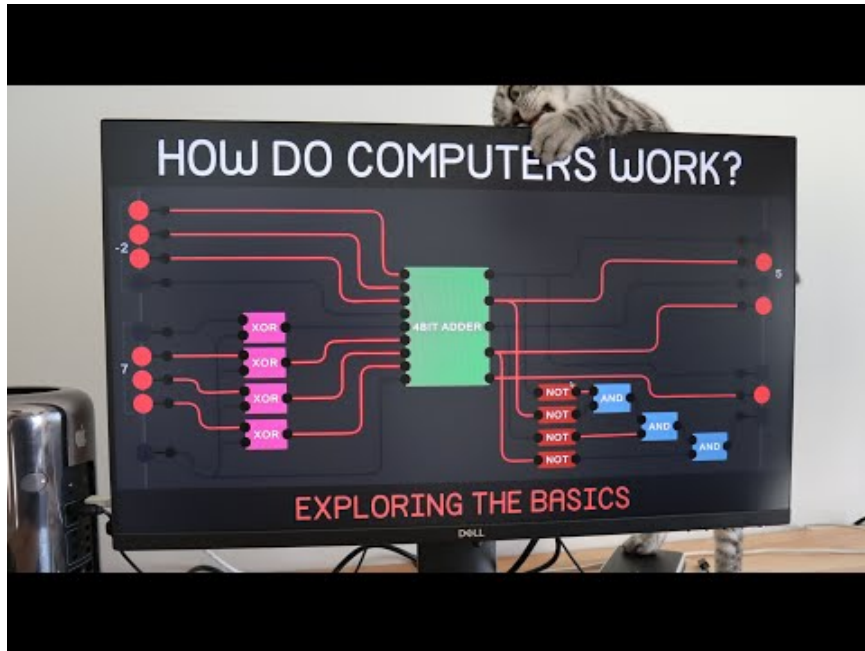 HOW DO COMPUTERS WORK?
-2
5
XOR
4BIT ADDER
7
XOR
XOR
XOR
NOT
AND
NOT
NOT
AND
NOT
AND
EXPLORING THE BASICS
DELL